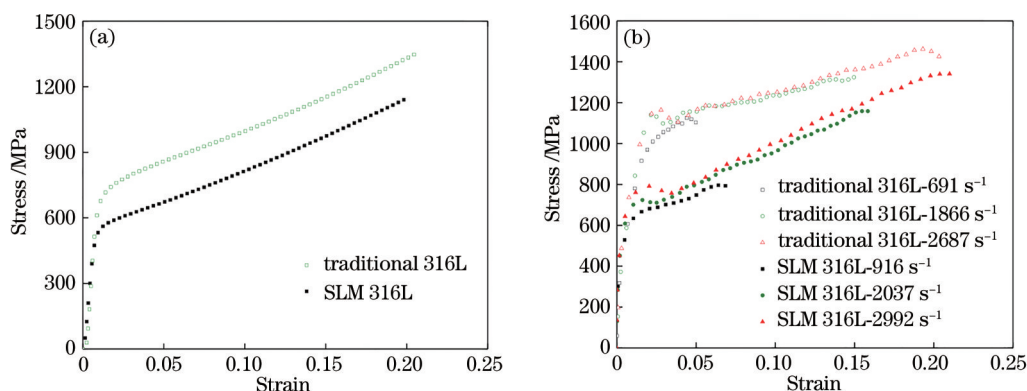 (a)
1500
1200
900
600
300
0
Stress /MPa
traditional 316L
SLM 316L
0
0.05
0.10
0.15
0.20
0.25
Strain
(b)
1600
1400
1200
1000
800
600
400
200
0
Stress /MPa
traditional 316L-691 s⁻¹
traditional 316L-1866 s⁻¹
traditional 316L-2687 s⁻¹
SLM 316L-916 s⁻¹
SLM 316L-2037 s⁻¹
SLM 316L-2992 s⁻¹
0
0.05
0.10
0.15
0.20
0.25
Strain